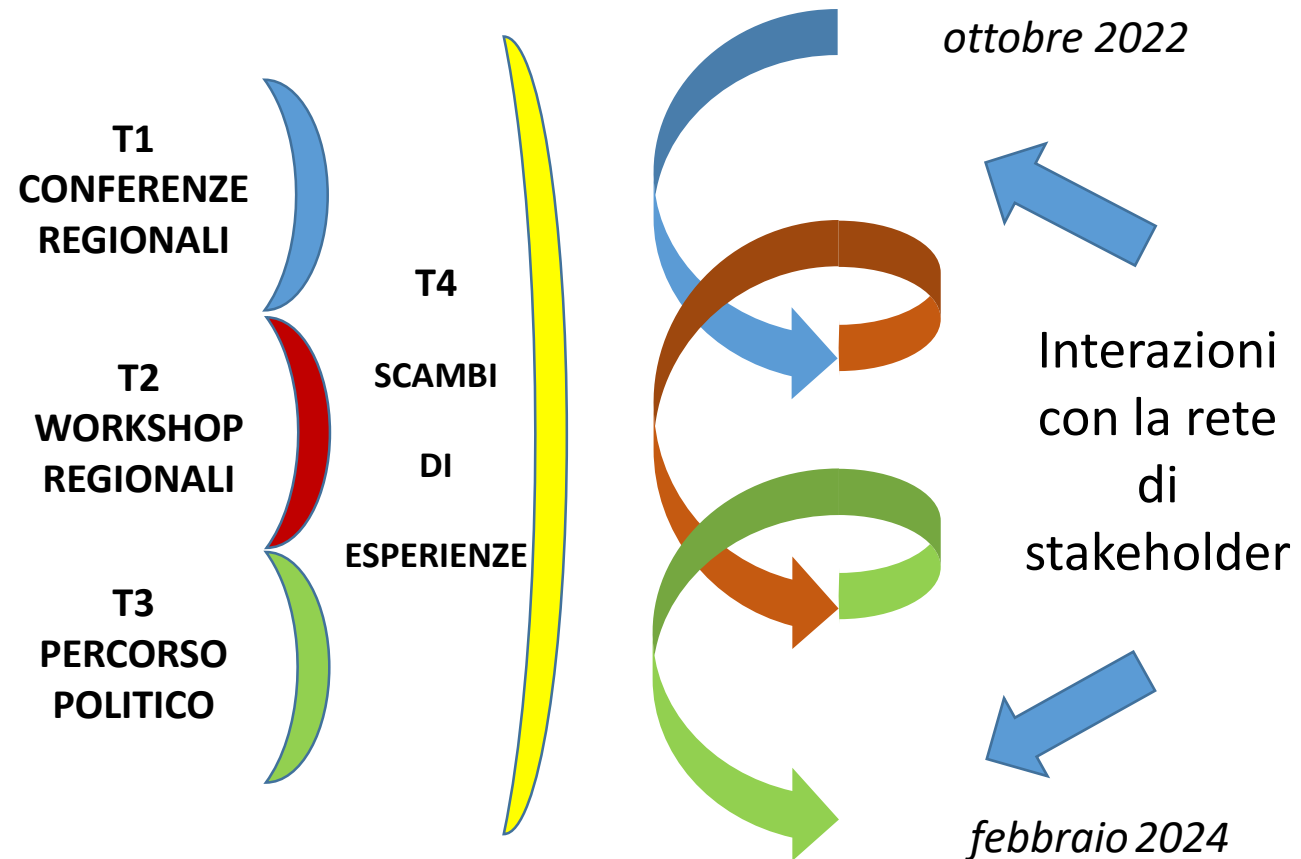 T1
CONFERENZE
REGIONALI
T2
WORKSHOP
REGIONALI
T3
PERCORSO
POLITICO
T4
SCAMBI
DI
ESPERIENZE
ottobre 2022
Interazioni
con la rete
di
stakeholder
febbraio 2024